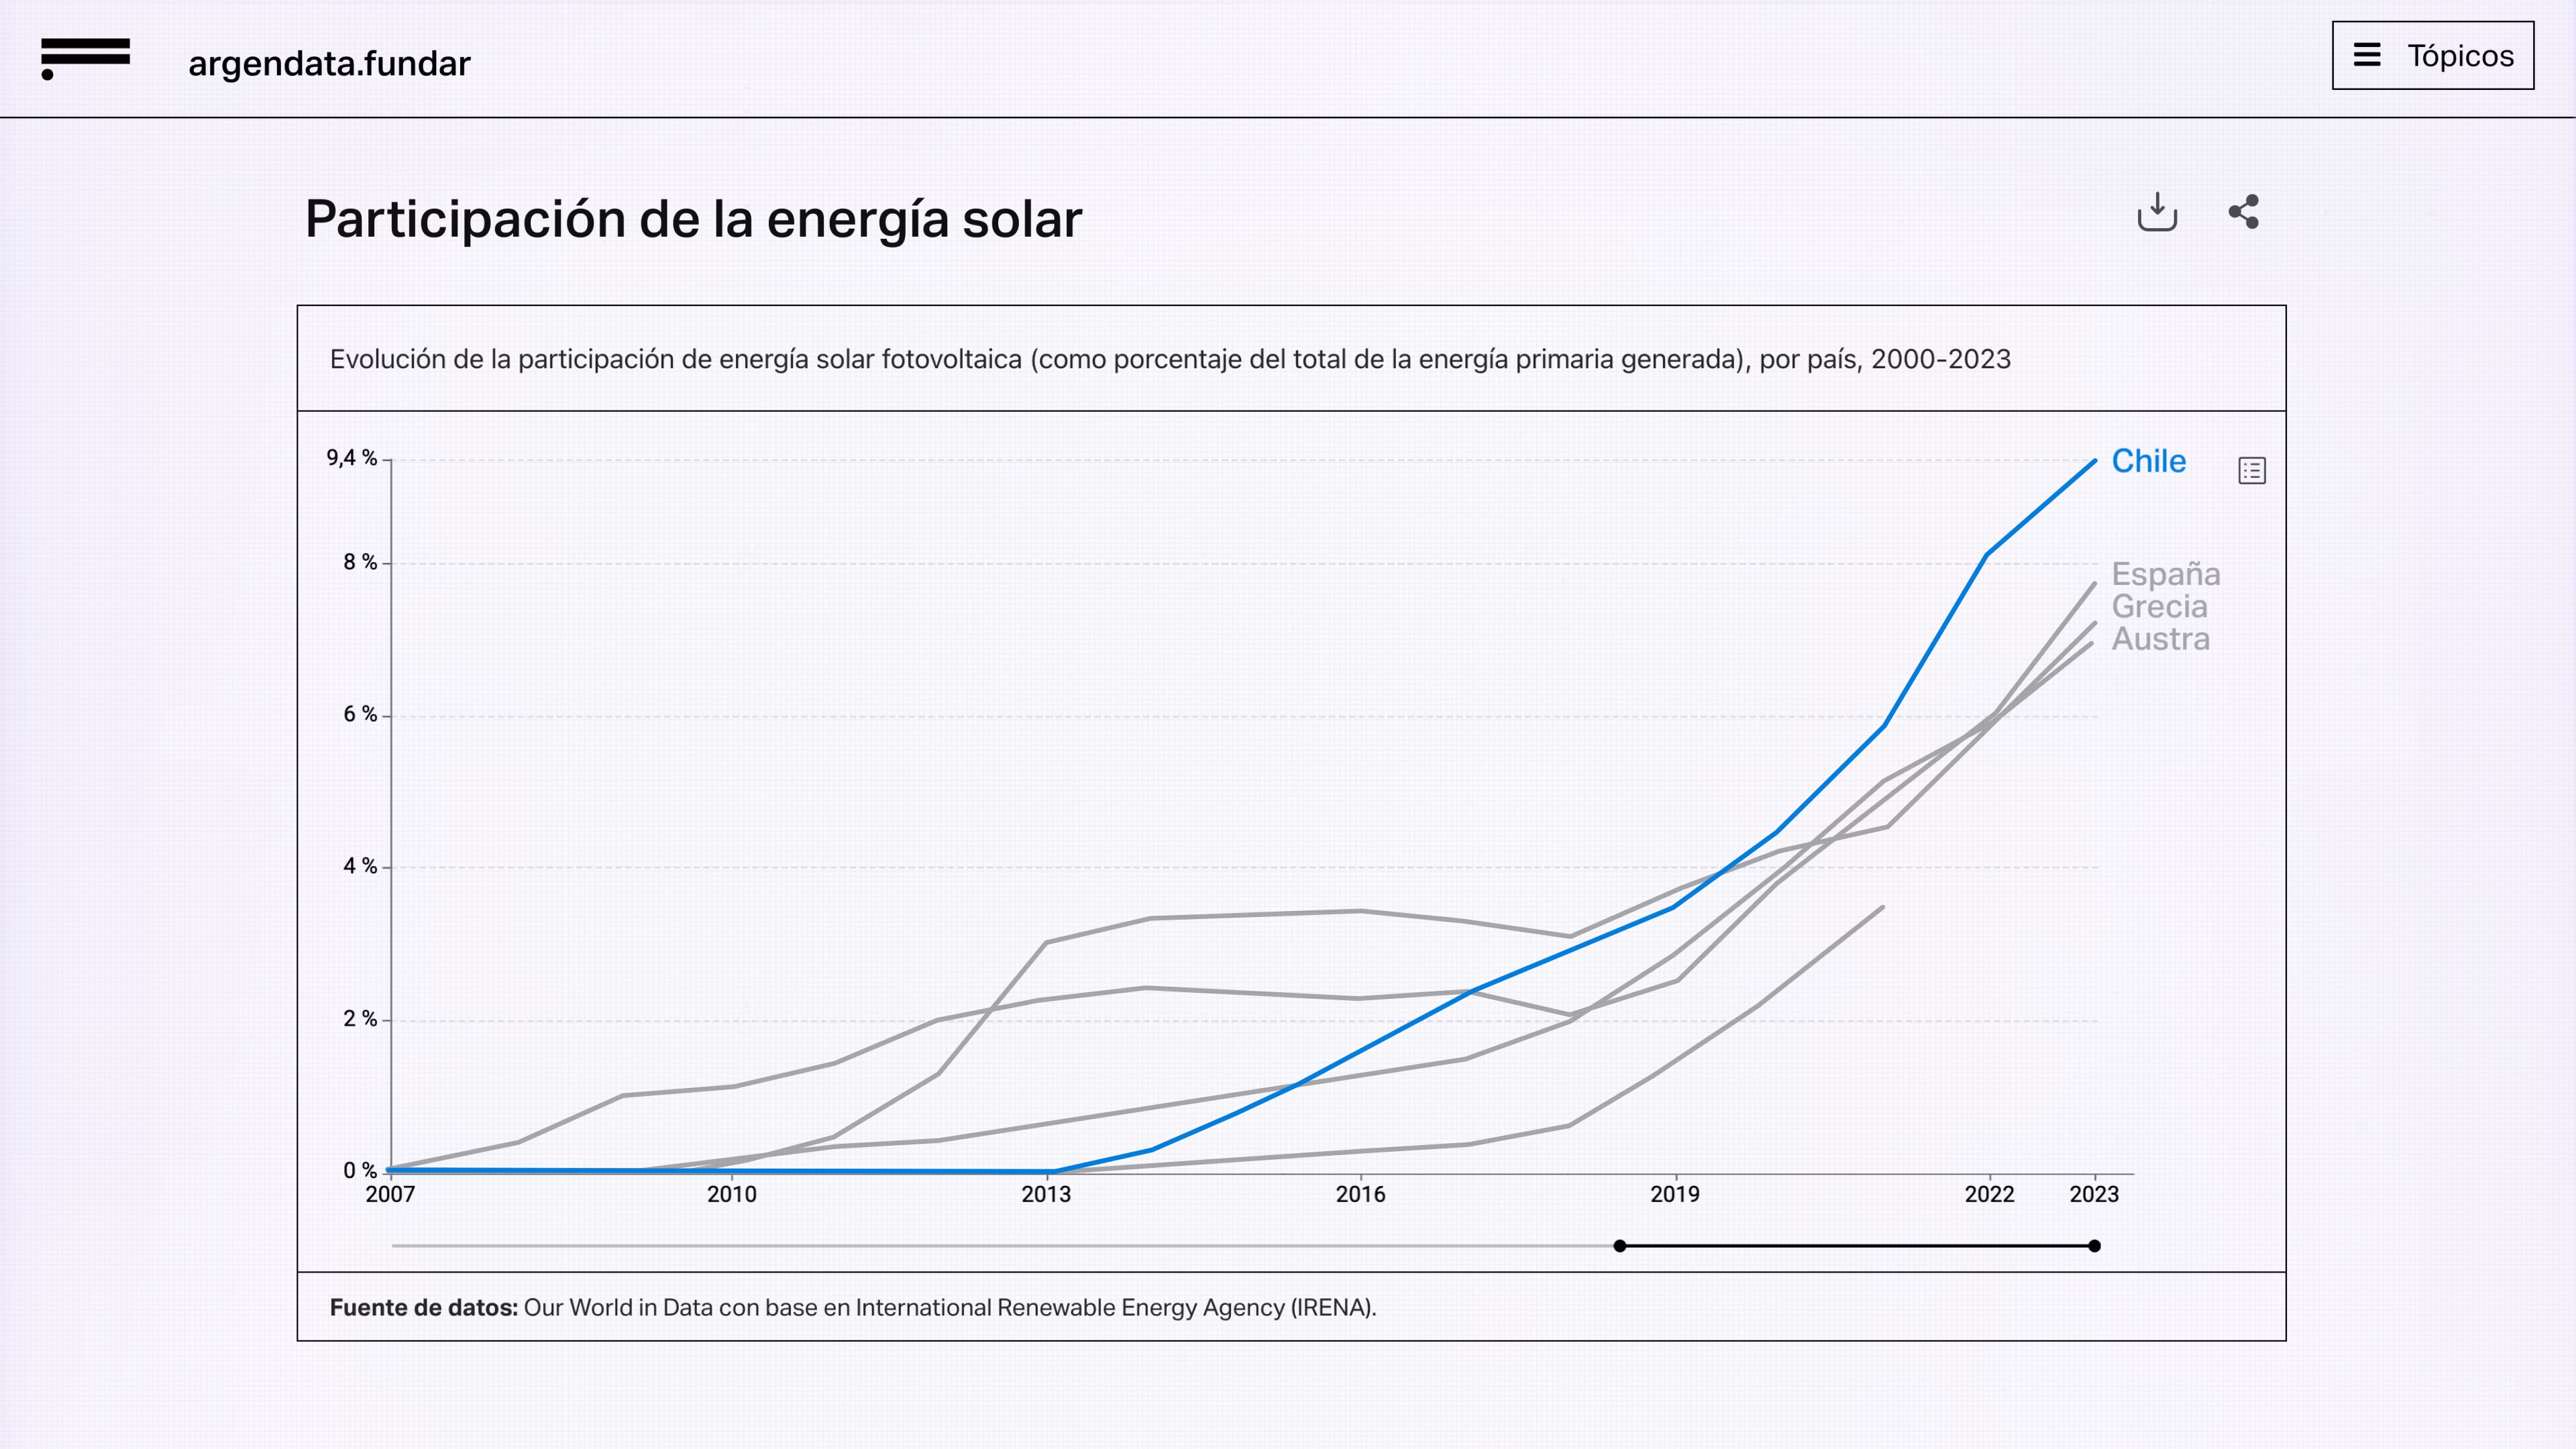 argendata.fundar
Tópicos
Participación de la energía solar
Evolución de la participación de energía solar fotovoltaica (como porcentaje del total de la energía primaria generada), por país, 2000-2023
9,4 %
8 %
6 %
4 %
2 %
0 %
Chile
España
Grecia
Austra
2007 2010 2013 2016 2019 2022 2023
Fuente de datos: Our World in Data con base en International Renewable Energy Agency (IRENA).